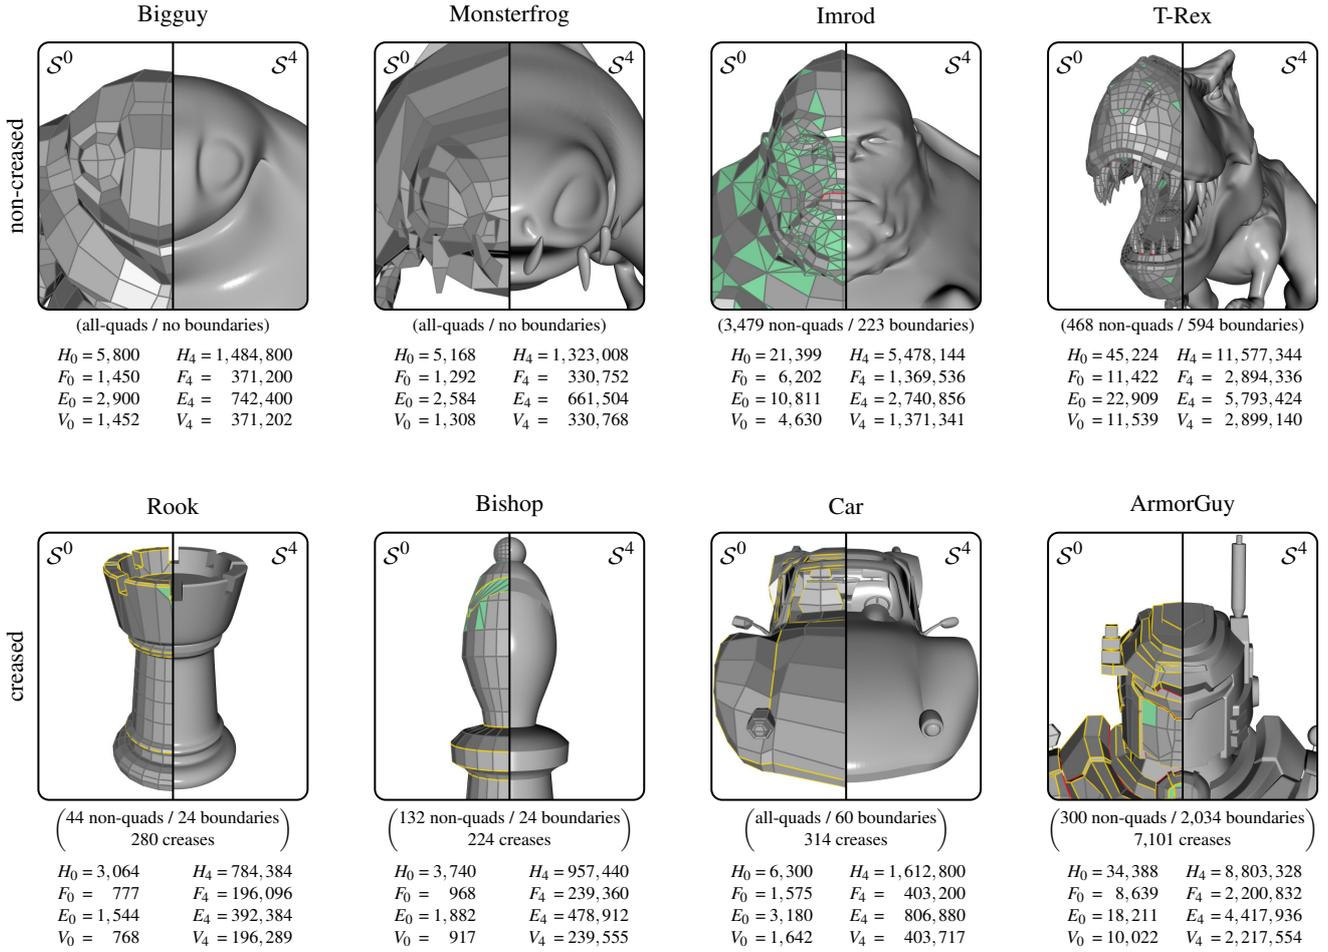 Bigguy Monsterfrog Imrod T-Rex
non-creased
S⁰ S⁴ S⁰ S⁴ S⁰ S⁴ S⁰ S⁴
(all-quads / no boundaries) (all-quads / no boundaries) (3,479 non-quads / 223 boundaries) (468 non-quads / 594 boundaries)
H₀ = 5,800 H₄ = 1,484,800 H₀ = 5,168 H₄ = 1,323,008 H₀ = 21,399 H₄ = 5,478,144 H₀ = 45,224 H₄ = 11,577,344
F₀ = 1,450 F₄ = 371,200 F₀ = 1,292 F₄ = 330,752 F₀ = 6,202 F₄ = 1,369,536 F₀ = 11,422 F₄ = 2,894,336
E₀ = 2,900 E₄ = 742,400 E₀ = 2,584 E₄ = 661,504 E₀ = 10,811 E₄ = 2,740,856 E₀ = 22,909 E₄ = 5,793,424
V₀ = 1,452 V₄ = 371,202 V₀ = 1,308 V₄ = 330,768 V₀ = 4,630 V₄ = 1,371,341 V₀ = 11,539 V₄ = 2,899,140
Rook Bishop Car ArmorGuy
creased
S⁰ S⁴ S⁰ S⁴ S⁰ S⁴ S⁰ S⁴
(44 non-quads / 24 boundaries (132 non-quads / 24 boundaries (all-quads / 60 boundaries (300 non-quads / 2,034 boundaries
280 creases) 224 creases) 314 creases) 7,101 creases)
H₀ = 3,064 H₄ = 784,384 H₀ = 3,740 H₄ = 957,440 H₀ = 6,300 H₄ = 1,612,800 H₀ = 34,388 H₄ = 8,803,328
F₀ = 777 F₄ = 196,096 F₀ = 968 F₄ = 239,360 F₀ = 1,575 F₄ = 403,200 F₀ = 8,639 F₄ = 2,200,832
E₀ = 1,544 E₄ = 392,384 E₀ = 1,882 E₄ = 478,912 E₀ = 3,180 E₄ = 806,880 E₀ = 18,211 E₄ = 4,417,936
V₀ = 768 V₄ = 196,289 V₀ = 917 V₄ = 239,555 V₀ = 1,642 V₄ = 403,717 V₀ = 10,022 V₄ = 2,217,554